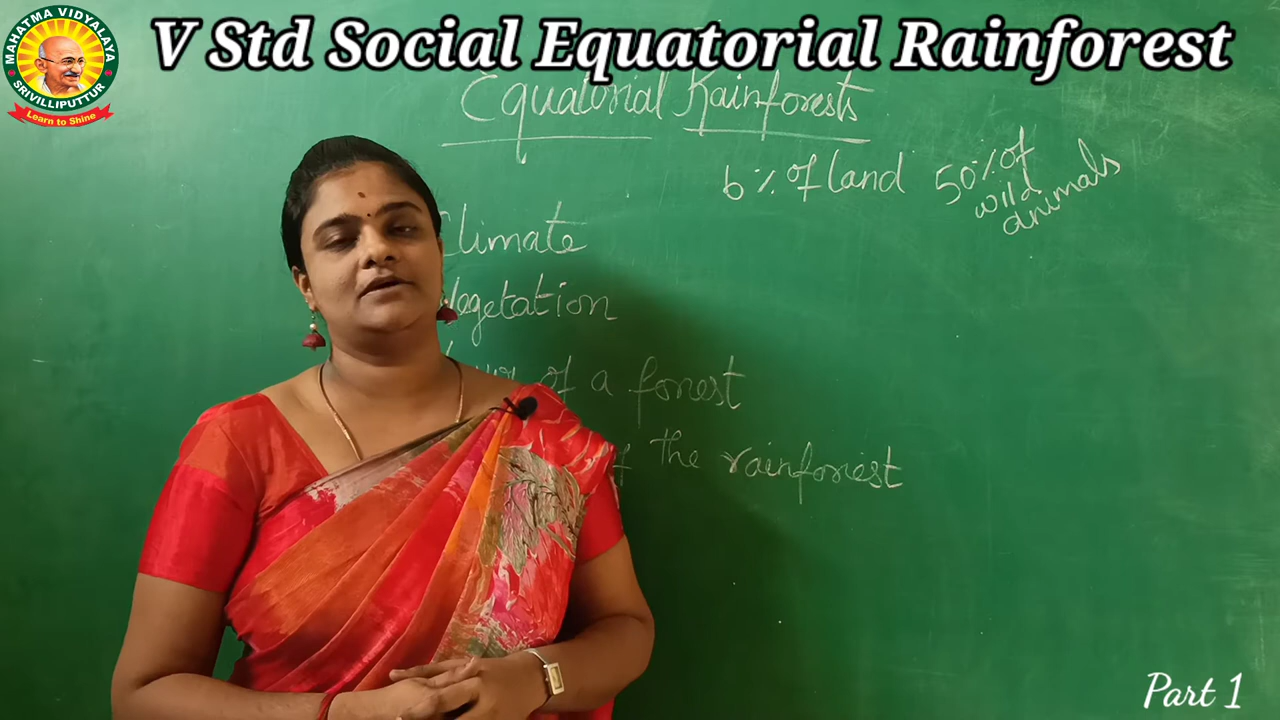 MAHATMA VIDYALAYA
SRIVILLIPUTTUR
Learn to Shine
V Std Social Equatorial Rainforest
Equatorial Rainforests
6% of land 50% of
wild
animals
Climate
Vegetation
of a forest
of the rainforest
Part 1